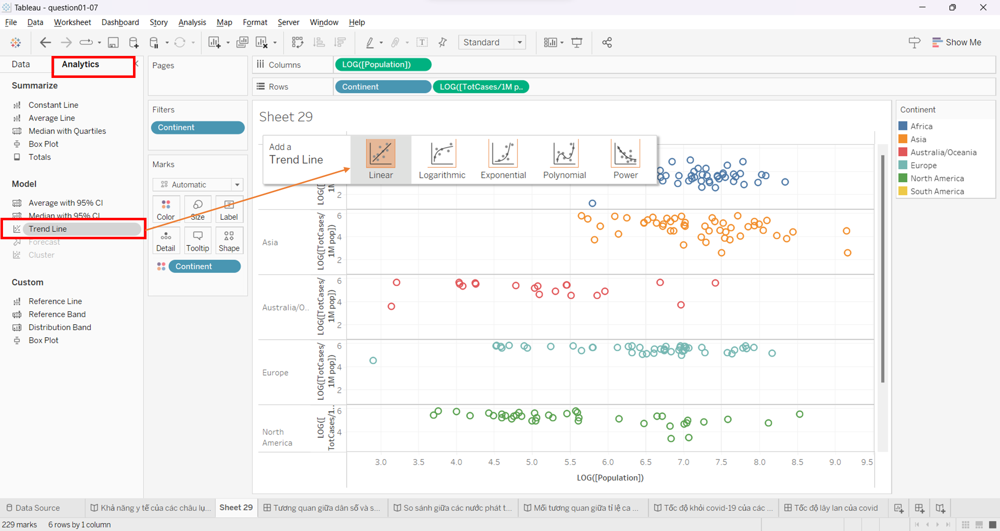 Tableau - question01-07
File Data Worksheet Dashboard Story Analysis Map Format Server Window Help
Standard
Show Me
Data Analytics
Summarize
Constant Line
Average Line
Median with Quartiles
Box Plot
Totals
Model
Average with 95% CI
Median with 95% CI
Trend Line
Forecast
Cluster
Custom
Reference Line
Reference Band
Distribution Band
Box Plot
Pages
Filters
Continent
Marks
Automatic
Color Size Label
Detail Tooltip Shape
Continent
Columns LOG([Population])
Rows Continent LOG([TotCases/1M p..
Sheet 29
Add a
Trend Line
Linear Logarithmic Exponential Polynomial Power
LOG([
1M
2
Asia
LOG([TotCases/
1M pop])
6
4
2
Australia/O..
LOG([TotCases/
1M pop])
6
4
2
Europe
LOG([TotCases/
1M pop])
6
4
2
North
America
LOG([
TotCases/1..
6
4
3.0 3.5 4.0 4.5 5.0 5.5 6.0 6.5 7.0 7.5 8.0 8.5 9.0 9.5
LOG([Population])
Continent
Africa
Asia
Australia/Oceania
Europe
North America
South America
Data Source Khả năng y tế của các châu lụ... Sheet 29 Tương quan giữa dân số và s... So sánh giữa các nước phát t... Mối tương quan giữa tỉ lệ ca ... Tốc độ khỏi covid-19 của các ... Tốc độ lây lan của covid
229 marks 6 rows by 1 column